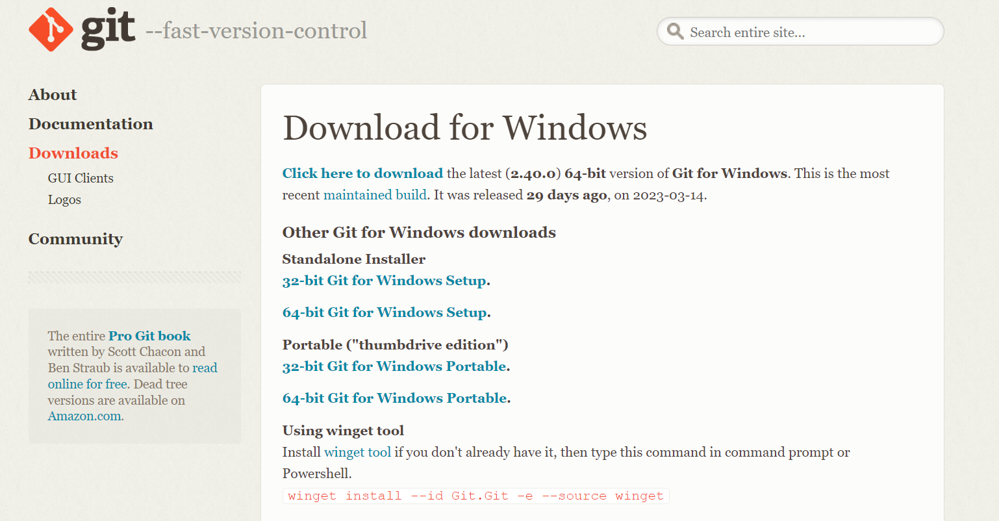 git --fast-version-control
Search entire site...
About
Documentation
Downloads
GUI Clients
Logos
Community
The entire Pro Git book
written by Scott Chacon and
Ben Straub is available to read
online for free. Dead tree
versions are available on
Amazon.com.
Download for Windows
Click here to download the latest (2.40.0) 64-bit version of Git for Windows. This is the most
recent maintained build. It was released 29 days ago, on 2023-03-14.
Other Git for Windows downloads
Standalone Installer
32-bit Git for Windows Setup.
64-bit Git for Windows Setup.
Portable ("thumbdrive edition")
32-bit Git for Windows Portable.
64-bit Git for Windows Portable.
Using winget tool
Install winget tool if you don't already have it, then type this command in command prompt or
Powershell.
winget install --id Git.Git -e --source winget